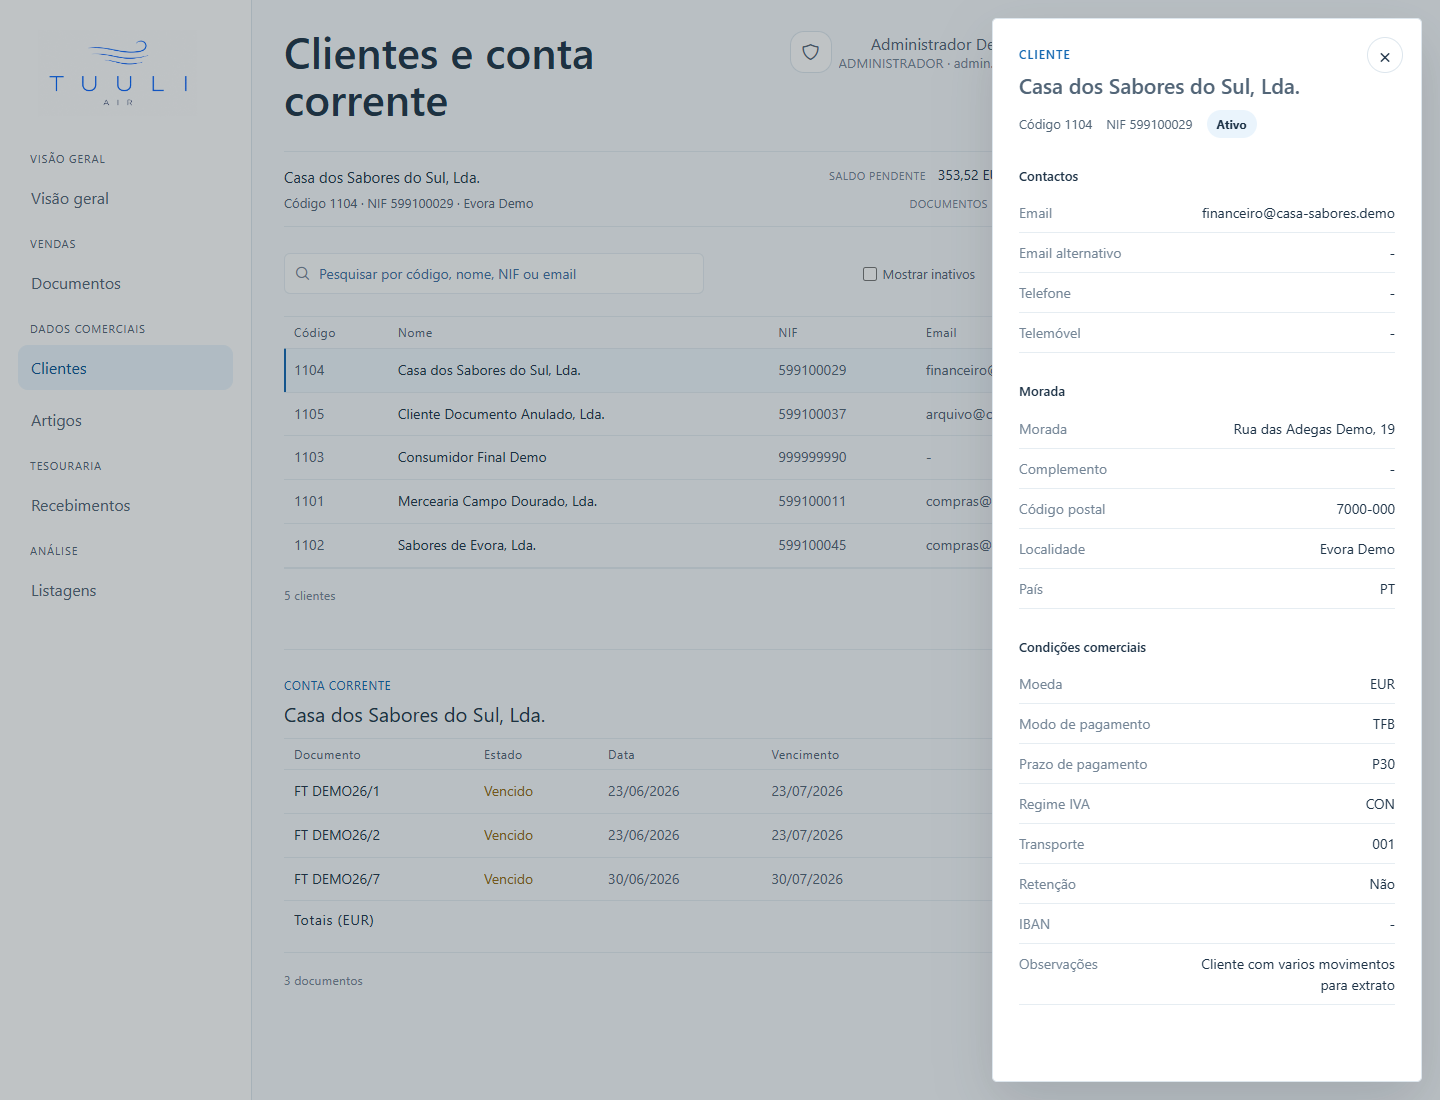 TUULI
AIR
VISÃO GERAL
Visão geral
VENDAS
Documentos
DADOS COMERCIAIS
Clientes
Artigos
TESOURARIA
Recebimentos
ANÁLISE
Listagens
Clientes e conta
corrente
Administrador De
ADMINISTRADOR · admin.
Casa dos Sabores do Sul, Lda.
Código 1104 · NIF 599100029 · Evora Demo
SALDO PENDENTE 353,52 EU
DOCUMENTOS
Pesquisar por código, nome, NIF ou email
Mostrar inativos
Código Nome NIF Email
1104 Casa dos Sabores do Sul, Lda. 599100029 financeiro@
1105 Cliente Documento Anulado, Lda. 599100037 arquivo@c
1103 Consumidor Final Demo 999999990 -
1101 Mercearia Campo Dourado, Lda. 599100011 compras@
1102 Sabores de Evora, Lda. 599100045 compras@
5 clientes
CONTA CORRENTE
Casa dos Sabores do Sul, Lda.
Documento Estado Data Vencimento
FT DEMO26/1 Vencido 23/06/2026 23/07/2026
FT DEMO26/2 Vencido 23/06/2026 23/07/2026
FT DEMO26/7 Vencido 30/06/2026 30/07/2026
Totais (EUR)
3 documentos
CLIENTE
Casa dos Sabores do Sul, Lda.
Código 1104 NIF 599100029 Ativo
Contactos
Email financeiro@casa-sabores.demo
Email alternativo -
Telefone -
Telemóvel -
Morada
Morada Rua das Adegas Demo, 19
Complemento -
Código postal 7000-000
Localidade Evora Demo
País PT
Condições comerciais
Moeda EUR
Modo de pagamento TFB
Prazo de pagamento P30
Regime IVA CON
Transporte 001
Retenção Não
IBAN -
Observações Cliente com varios movimentos
para extrato